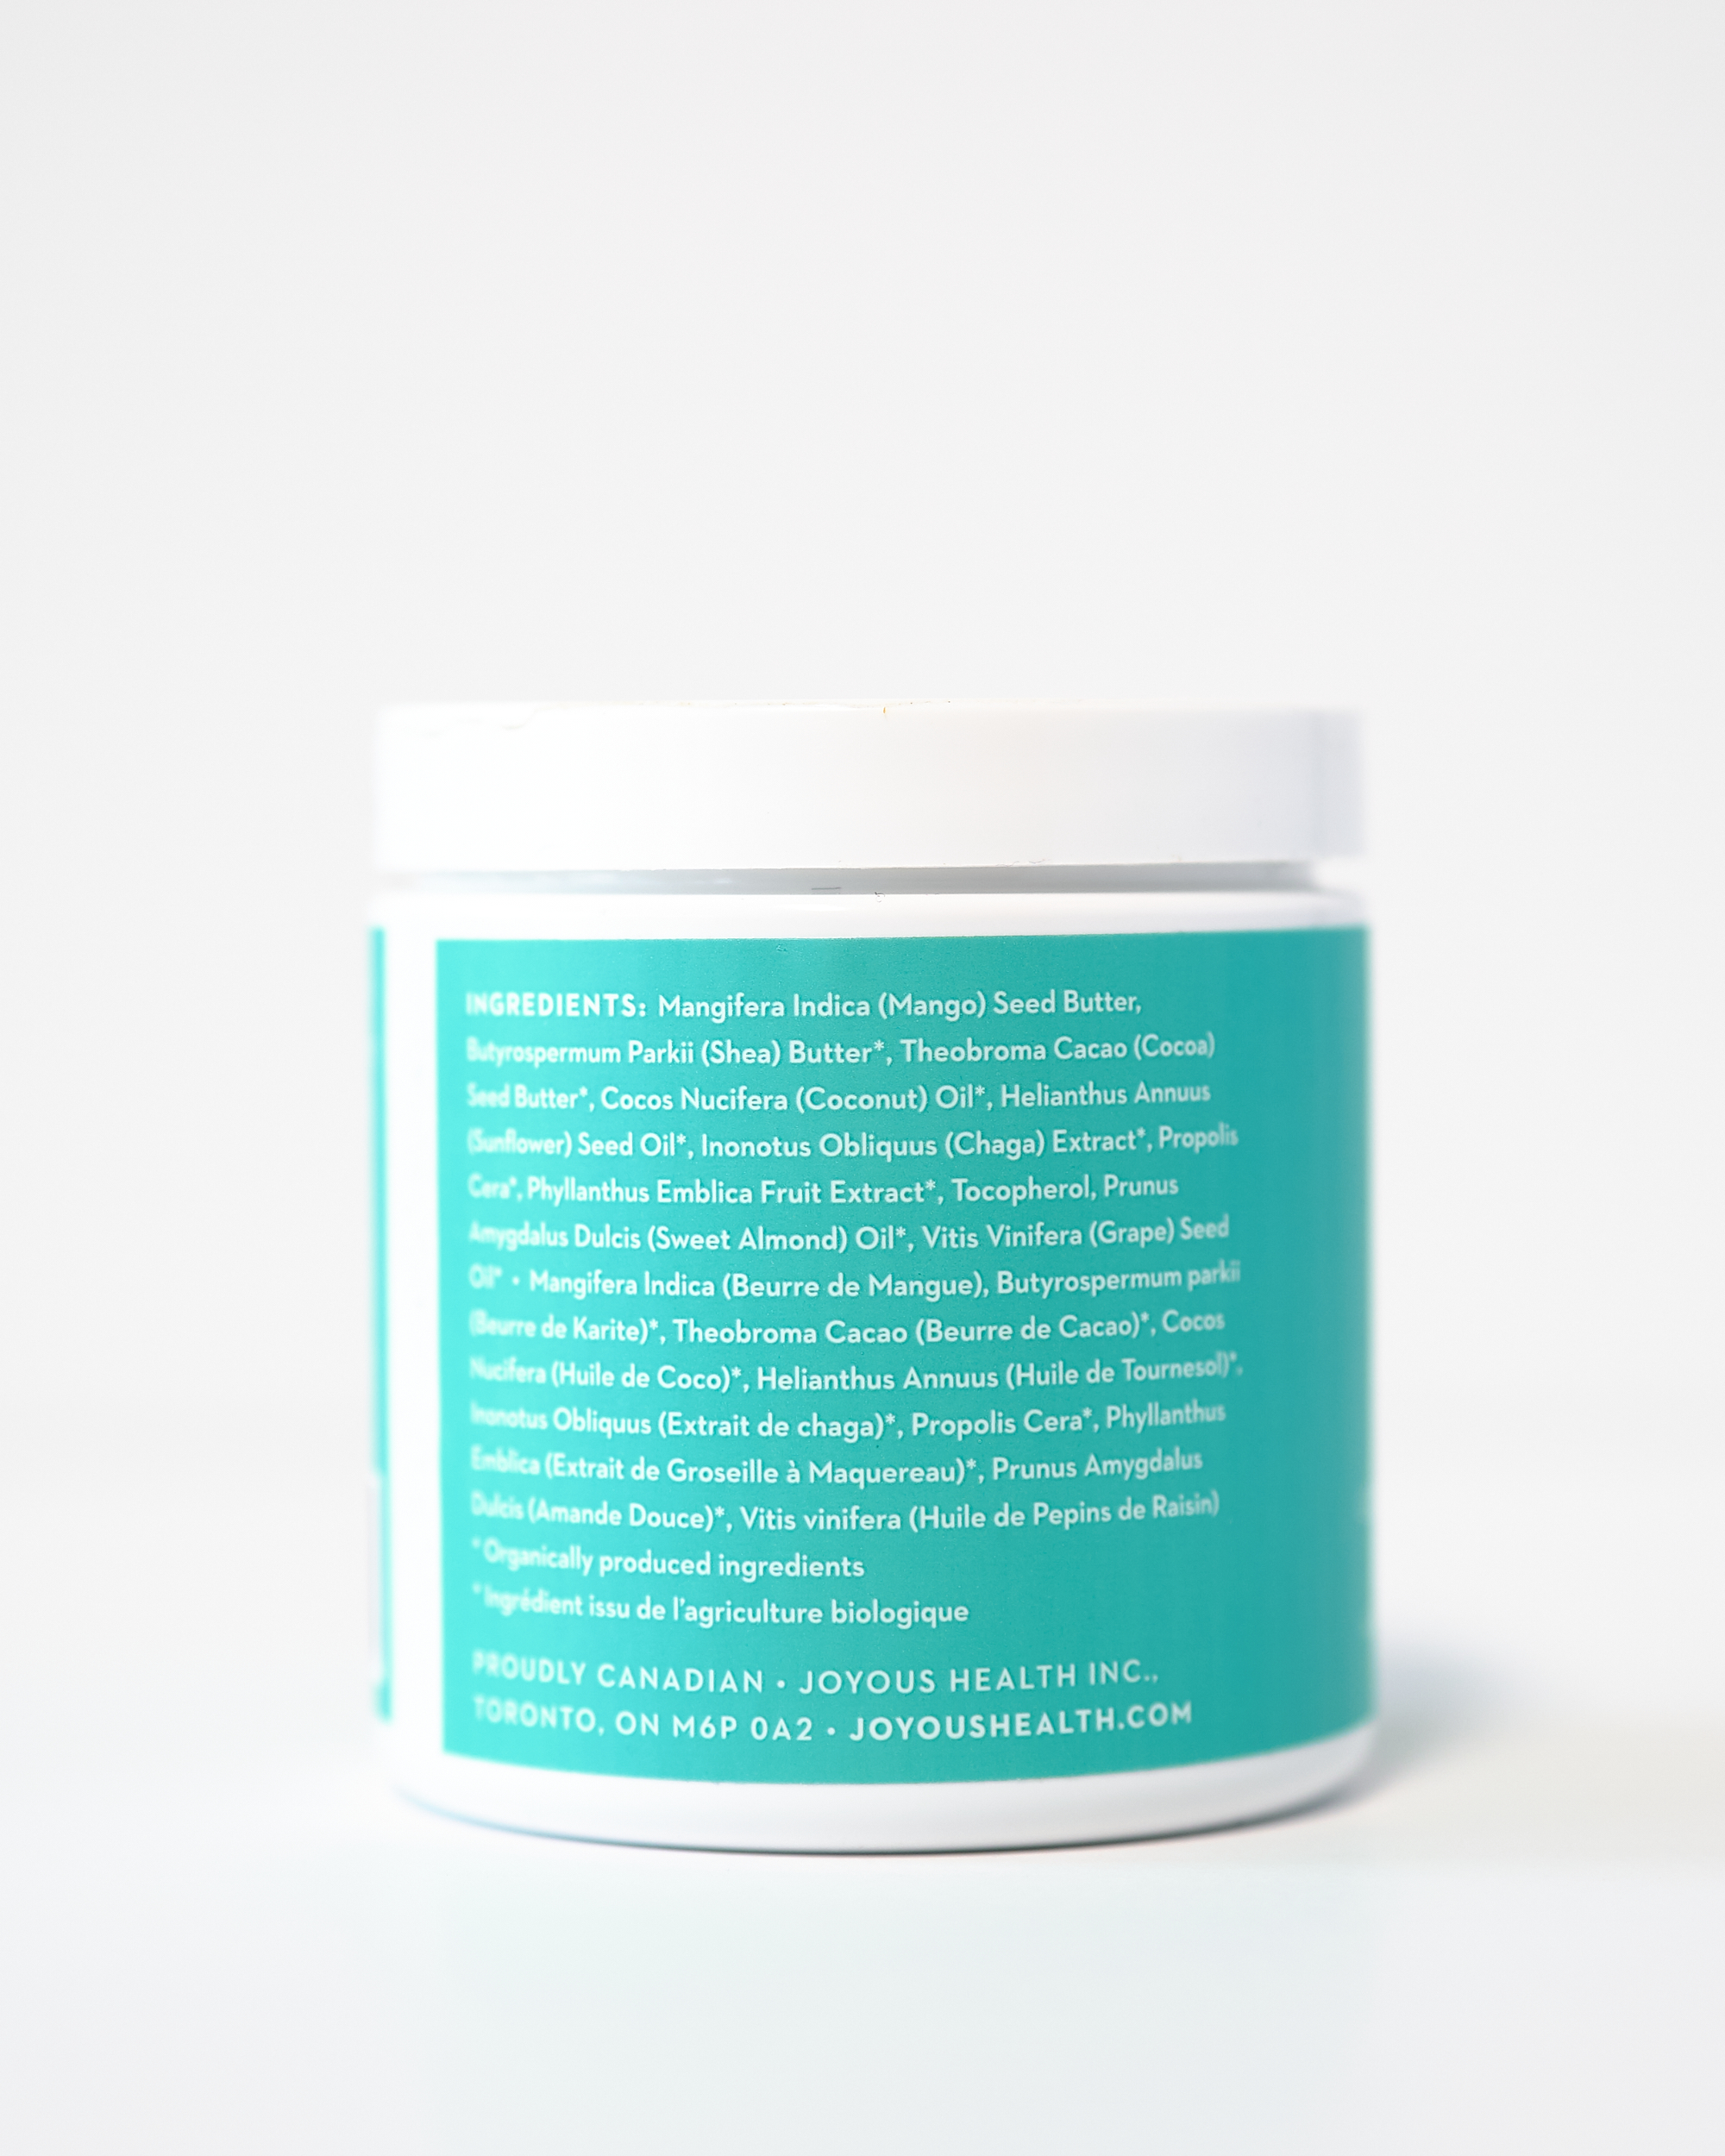 INGREDIENTS: Mangifera Indica (Mango) Seed Butter,
Butyrospermum Parkii (Shea) Butter*, Theobroma Cacao (Cocoa)
Seed Butter*, Cocos Nucifera (Coconut) Oil*, Helianthus Annuus
(Sunflower) Seed Oil*, Inonotus Obliquus (Chaga) Extract*, Propolis
Cera*, Phyllanthus Emblica Fruit Extract*, Tocopherol, Prunus
Amygdalus Dulcis (Sweet Almond) Oil*, Vitis Vinifera (Grape) Seed
Oil* • Mangifera Indica (Beurre de Mangue), Butyrospermum parkii
(Beurre de Karite)*, Theobroma Cacao (Beurre de Cacao)*, Cocos
Nucifera (Huile de Coco)*, Helianthus Annuus (Huile de Tournesol)*,
Inonotus Obliquus (Extrait de chaga)*, Propolis Cera*, Phyllanthus
Emblica (Extrait de Groseille à Maquereau)*, Prunus Amygdalus
Dulcis (Amande Douce)*, Vitis vinifera (Huile de Pepins de Raisin)
* Organically produced ingredients
* Ingrédient issu de l'agriculture biologique
PROUDLY CANADIAN • JOYOUS HEALTH INC.,
TORONTO, ON M6P 0A2 • JOYOUSHEALTH.COM